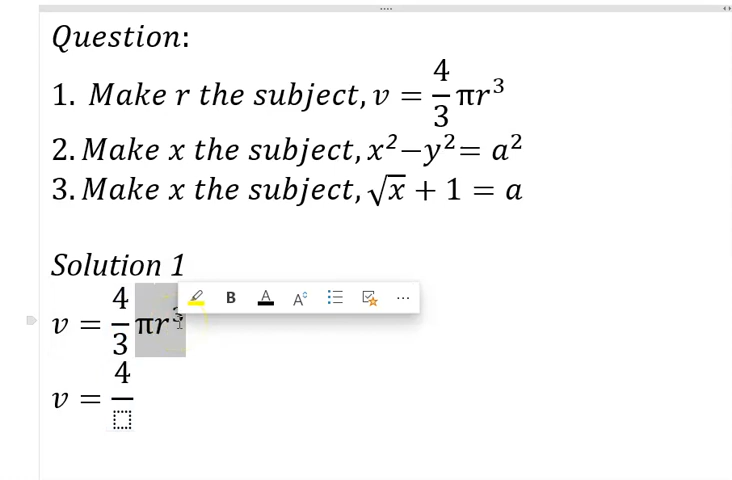 Question:
1. Make r the subject, v = 4/3 πr³
2. Make x the subject, x²−y²= a²
3. Make x the subject, √x + 1 = a
Solution 1
v = 4/3 πr³
v = 4/